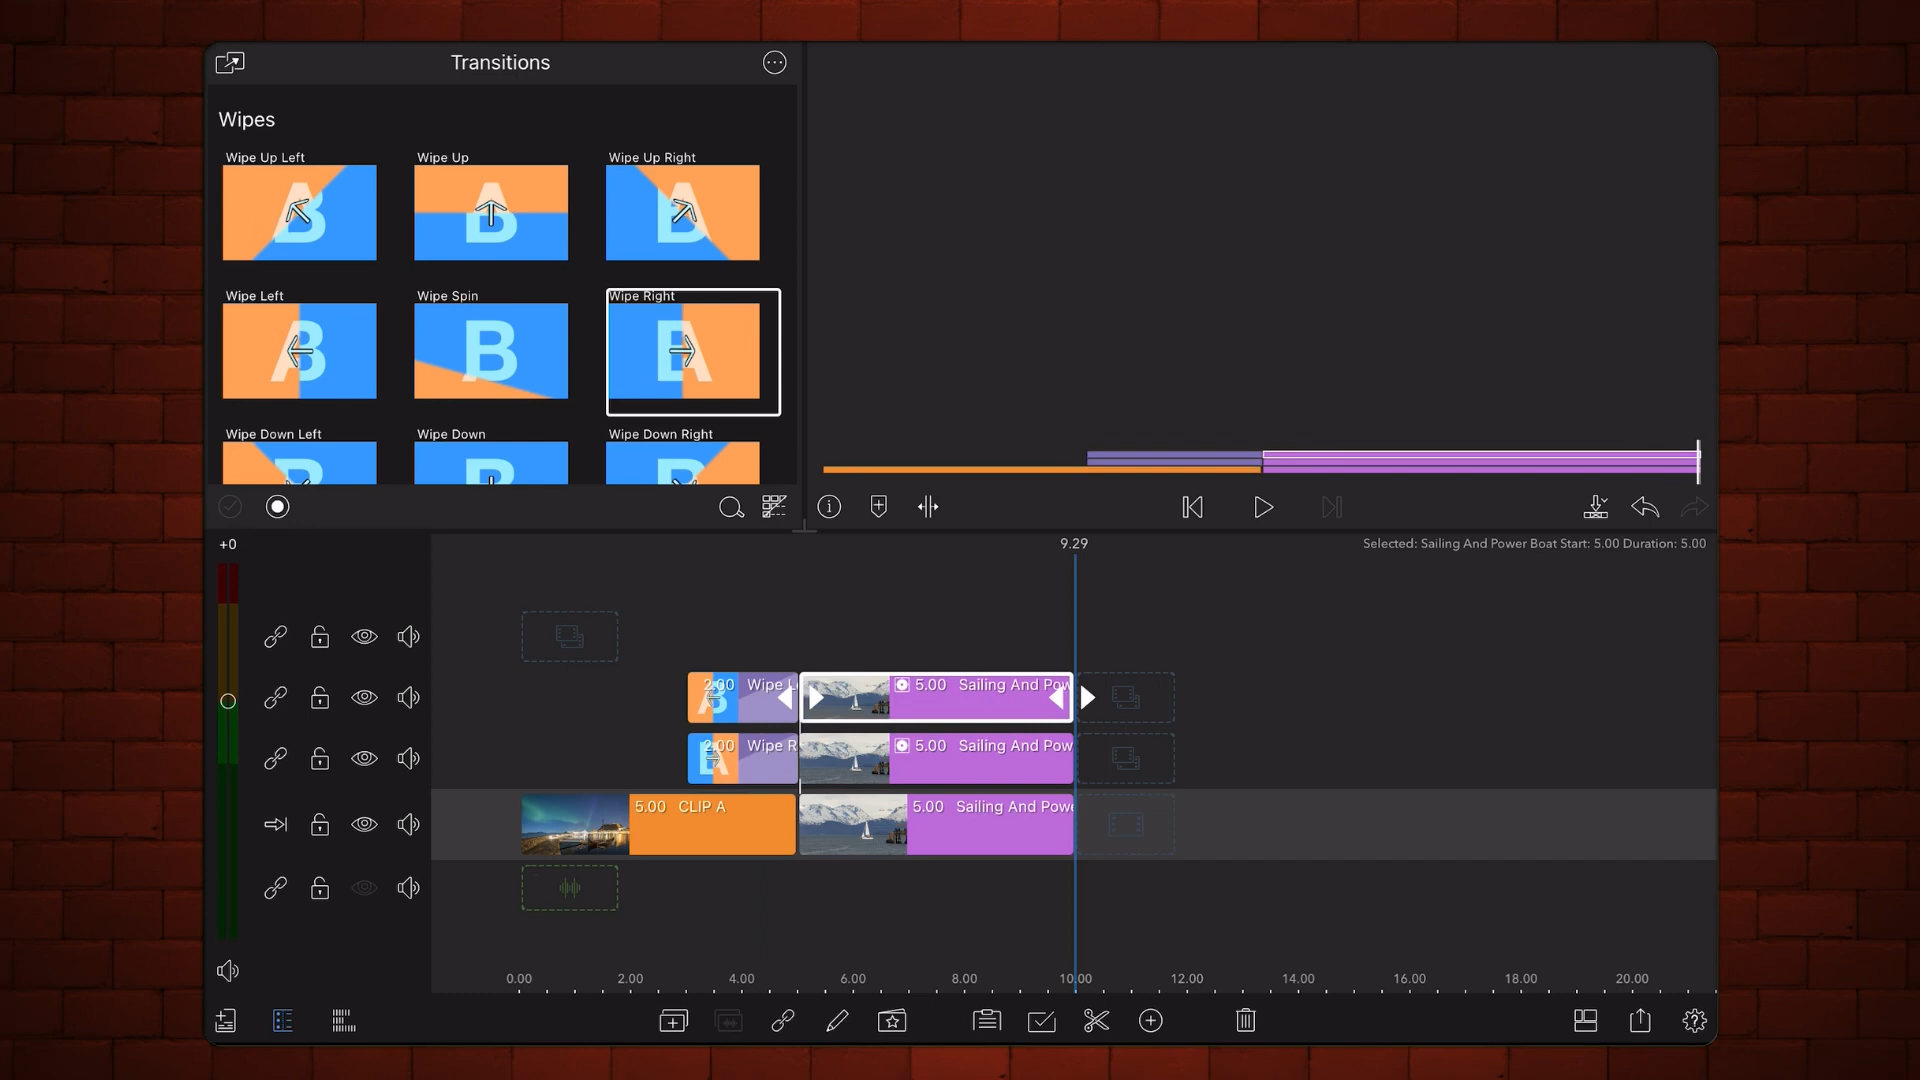 Transitions
Wipes
Wipe Up Left
Wipe Up
Wipe Up Right
Wipe Left
Wipe Spin
Wipe Right
Wipe Down Left
Wipe Down
Wipe Down Right
+0
9.29
Selected: Sailing And Power Boat Start: 5.00 Duration: 5.00
2.00 Wipe L
5.00 Sailing And Pow
2.00 Wipe R
5.00 Sailing And Pow
5.00 CLIP A
5.00 Sailing And Powe
0.00 2.00 4.00 6.00 8.00 10.00 12.00 14.00 16.00 18.00 20.00